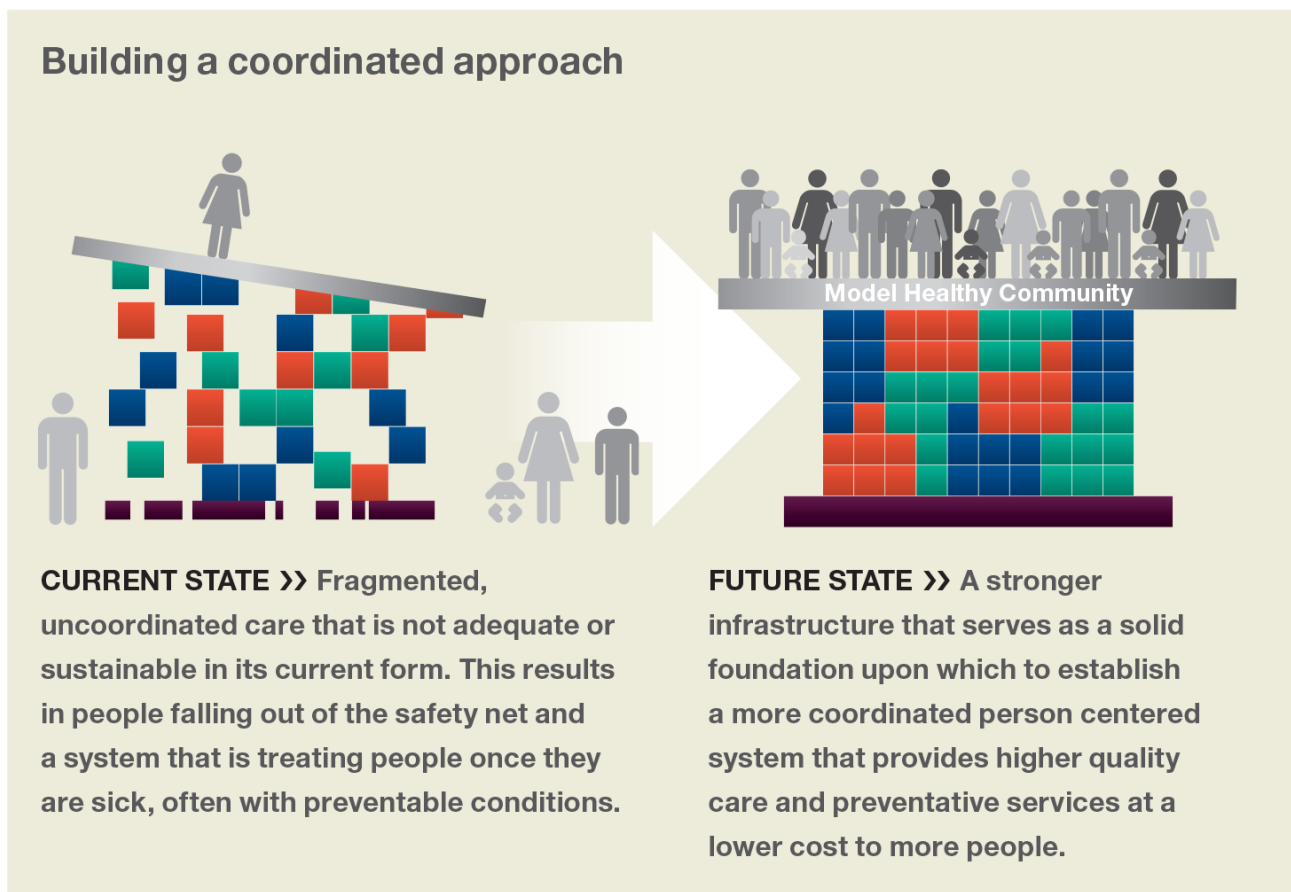 Building a coordinated approach
Model Healthy Community
CURRENT STATE ❯❯ Fragmented,
uncoordinated care that is not adequate or
sustainable in its current form. This results
in people falling out of the safety net and
a system that is treating people once they
are sick, often with preventable conditions.
FUTURE STATE ❯❯ A stronger
infrastructure that serves as a solid
foundation upon which to establish
a more coordinated person centered
system that provides higher quality
care and preventative services at a
lower cost to more people.